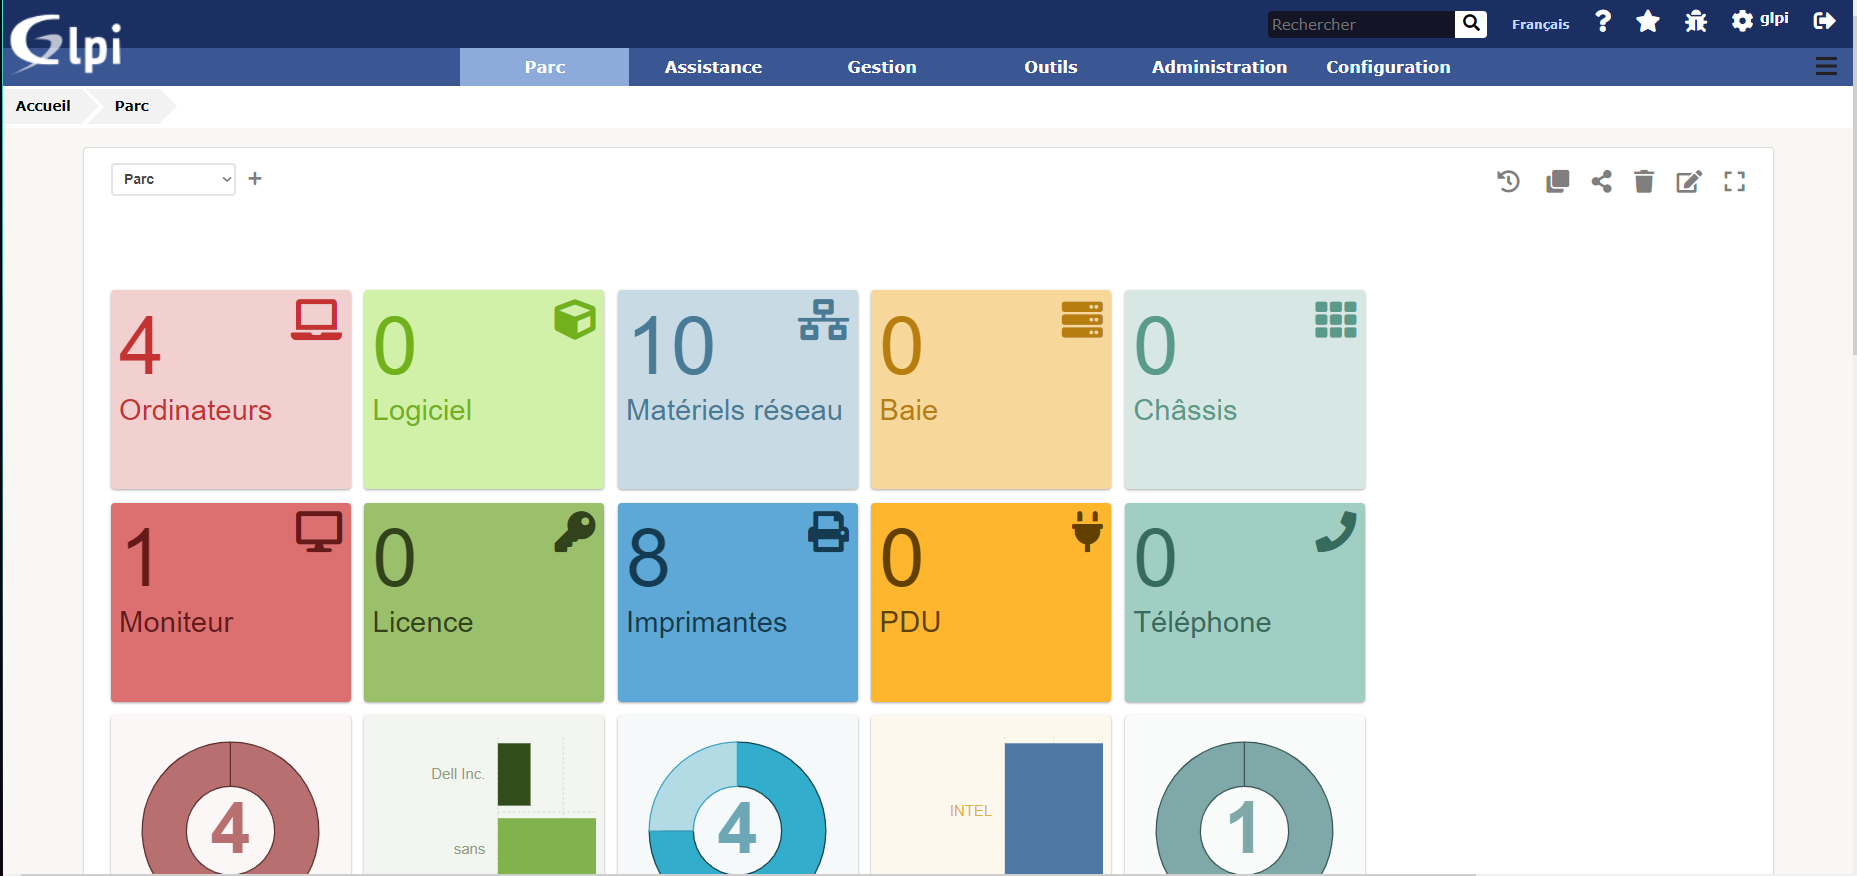 Glpi
Rechercher
Français
glpi
Parc
Assistance
Gestion
Outils
Administration
Configuration
Accueil
Parc
Parc
4
Ordinateurs
0
Logiciel
10
Matériels réseau
0
Baie
0
Châssis
1
Moniteur
0
Licence
8
Imprimantes
0
PDU
0
Téléphone
4
Dell Inc.
sans
4
INTEL
1